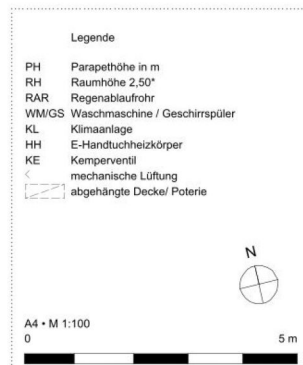 Legende
PH Parapethöhe in m
RH Raumhöhe 2,50*
RAR Regenablaufrohr
WM/GS Waschmaschine / Geschirrspüler
KL Klimaanlage
HH E-Handtuchheizkörper
KE Kemperventil
mechanische Lüftung
abgehängte Decke/ Poterie
N
A4 • M 1:100
0 5 m